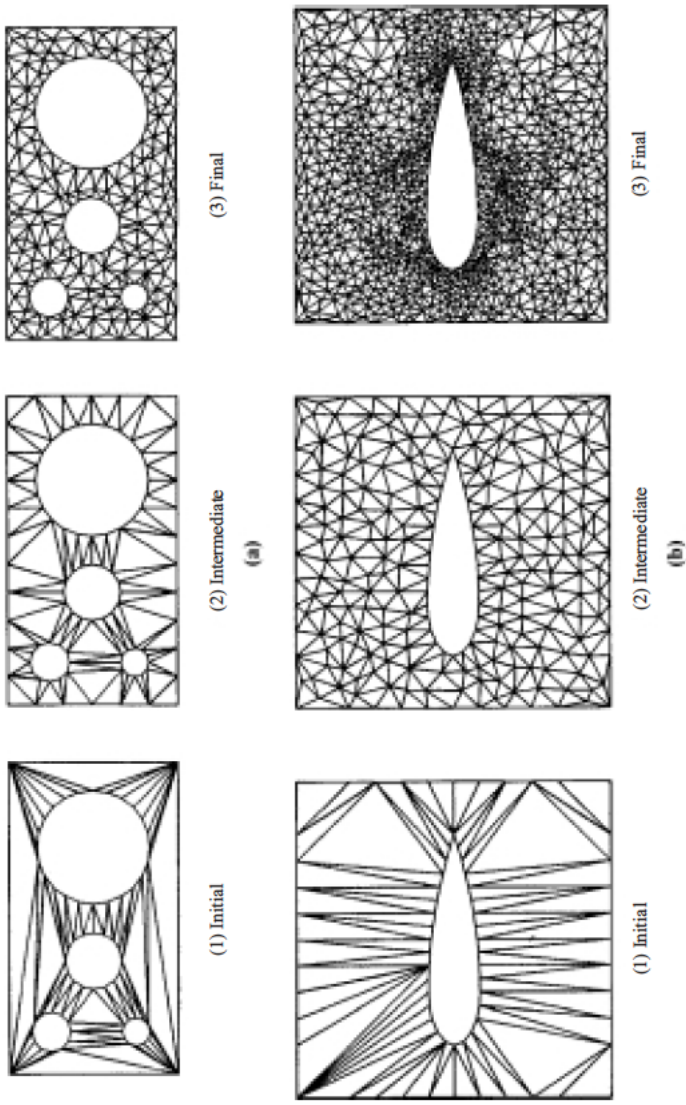 (1) Initial
(2) Intermediate
(3) Final
(a)
(1) Initial
(2) Intermediate
(3) Final
(b)